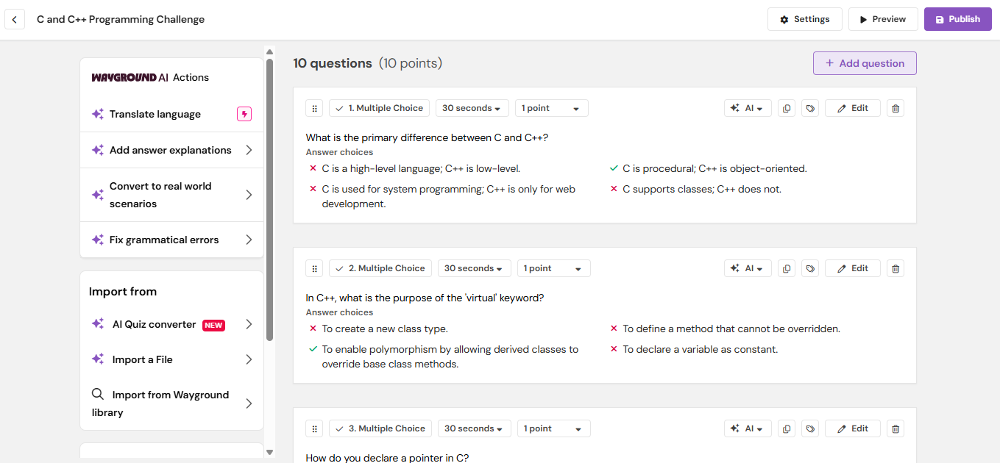 C and C++ Programming Challenge
Settings
Preview
Publish
WAYGROUND AI Actions
Translate language
Add answer explanations
Convert to real world
scenarios
Fix grammatical errors
Import from
AI Quiz converter NEW
Import a File
Import from Wayground
library
10 questions (10 points)
+ Add question
1. Multiple Choice
30 seconds
1 point
AI
Edit
What is the primary difference between C and C++?
Answer choices
C is a high-level language; C++ is low-level.
C is procedural; C++ is object-oriented.
C is used for system programming; C++ is only for web
development.
C supports classes; C++ does not.
2. Multiple Choice
30 seconds
1 point
AI
Edit
In C++, what is the purpose of the 'virtual' keyword?
Answer choices
To create a new class type.
To define a method that cannot be overridden.
To enable polymorphism by allowing derived classes to
override base class methods.
To declare a variable as constant.
3. Multiple Choice
30 seconds
1 point
AI
Edit
How do you declare a pointer in C?